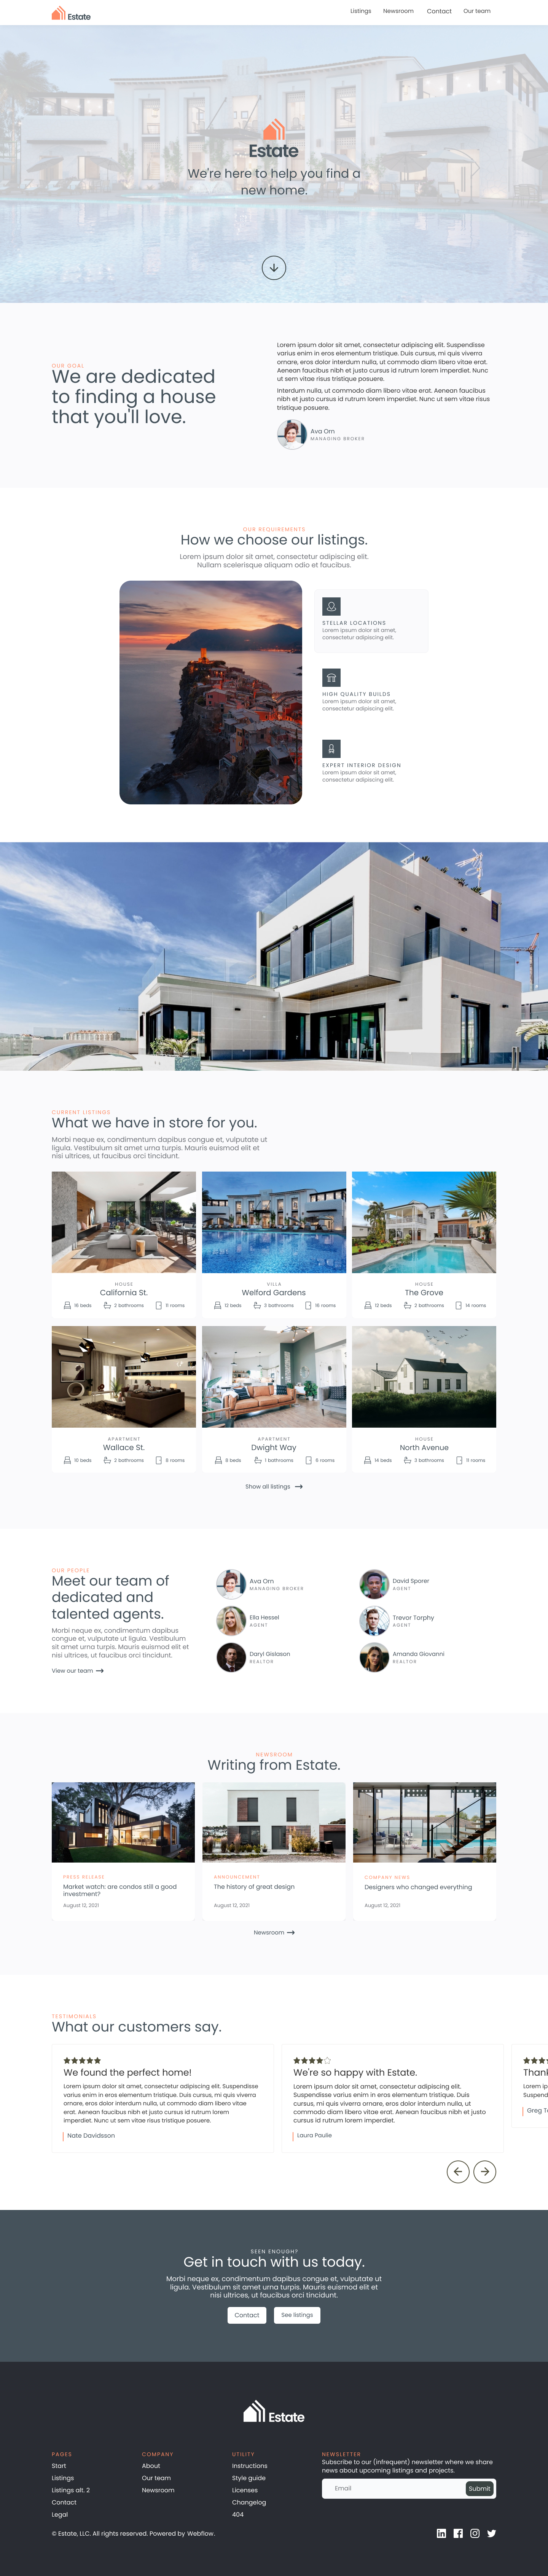 Estate
Listings
Newsroom
Contact
Our team
Estate
We're here to help you find a
new home.
OUR GOAL
We are dedicated
to finding a house
that you'll love.
Lorem ipsum dolor sit amet, consectetur adipiscing elit. Suspendisse
varius enim in eros elementum tristique. Duis cursus, mi quis viverra
ornare, eros dolor interdum nulla, ut commodo diam libero vitae erat.
Aenean faucibus nibh et justo cursus id rutrum lorem imperdiet. Nunc
ut sem vitae risus tristique posuere.
Interdum nulla, ut commodo diam libero vitae erat. Aenean faucibus
nibh et justo cursus id rutrum lorem imperdiet. Nunc ut sem vitae risus
tristique posuere.
Ava Orn
MANAGING BROKER
OUR REQUIREMENTS
How we choose our listings.
Lorem ipsum dolor sit amet, consectetur adipiscing elit.
Nullam scelerisque aliquam odio et faucibus.
STELLAR LOCATIONS
Lorem ipsum dolor sit amet,
consectetur adipiscing elit.
HIGH QUALITY BUILDS
Lorem ipsum dolor sit amet,
consectetur adipiscing elit.
EXPERT INTERIOR DESIGN
Lorem ipsum dolor sit amet,
consectetur adipiscing elit.
CURRENT LISTINGS
What we have in store for you.
Morbi neque ex, condimentum dapibus congue et, vulputate ut
ligula. Vestibulum sit amet urna turpis. Mauris euismod elit et
nisi ultrices, ut faucibus orci tincidunt.
HOUSE
California St.
16 beds
2 bathrooms
11 rooms
VILLA
Welford Gardens
12 beds
3 bathrooms
16 rooms
HOUSE
The Grove
12 beds
2 bathrooms
14 rooms
APARTMENT
Wallace St.
10 beds
2 bathrooms
8 rooms
APARTMENT
Dwight Way
8 beds
1 bathrooms
6 rooms
HOUSE
North Avenue
14 beds
3 bathrooms
11 rooms
Show all listings
OUR PEOPLE
Meet our team of
dedicated and
talented agents.
Morbi neque ex, condimentum dapibus
congue et, vulputate ut ligula. Vestibulum
sit amet urna turpis. Mauris euismod elit et
nisi ultrices, ut faucibus orci tincidunt.
View our team
Ava Orn
MANAGING BROKER
David Sporer
AGENT
Ella Hessel
AGENT
Trevor Torphy
AGENT
Daryl Gislason
REALTOR
Amanda Giovanni
REALTOR
NEWSROOM
Writing from Estate.
PRESS RELEASE
Market watch: are condos still a good
investment?
August 12, 2021
ANNOUNCEMENT
The history of great design
August 12, 2021
COMPANY NEWS
Designers who changed everything
August 12, 2021
Newsroom
TESTIMONIALS
What our customers say.
We found the perfect home!
Lorem ipsum dolor sit amet, consectetur adipiscing elit. Suspendisse
varius enim in eros elementum tristique. Duis cursus, mi quis viverra
ornare, eros dolor interdum nulla, ut commodo diam libero vitae
erat. Aenean faucibus nibh et justo cursus id rutrum lorem
imperdiet. Nunc ut sem vitae risus tristique posuere.
Nate Davidsson
We're so happy with Estate.
Lorem ipsum dolor sit amet, consectetur adipiscing elit.
Suspendisse varius enim in eros elementum tristique. Duis
cursus, mi quis viverra ornare, eros dolor interdum nulla, ut
commodo diam libero vitae erat. Aenean faucibus nibh et justo
cursus id rutrum lorem imperdiet.
Laura Paulie
Thank
Lorem ip
Suspend
Greg T
SEEN ENOUGH?
Get in touch with us today.
Morbi neque ex, condimentum dapibus congue et, vulputate ut
ligula. Vestibulum sit amet urna turpis. Mauris euismod elit et
nisi ultrices, ut faucibus orci tincidunt.
Contact
See listings
Estate
PAGES
Start
Listings
Listings alt. 2
Contact
Legal
COMPANY
About
Our team
Newsroom
UTILITY
Instructions
Style guide
Licenses
Changelog
404
NEWSLETTER
Subscribe to our (infrequent) newsletter where we share
news about upcoming listings and projects.
Email
Submit
© Estate, LLC. All rights reserved. Powered by Webflow.